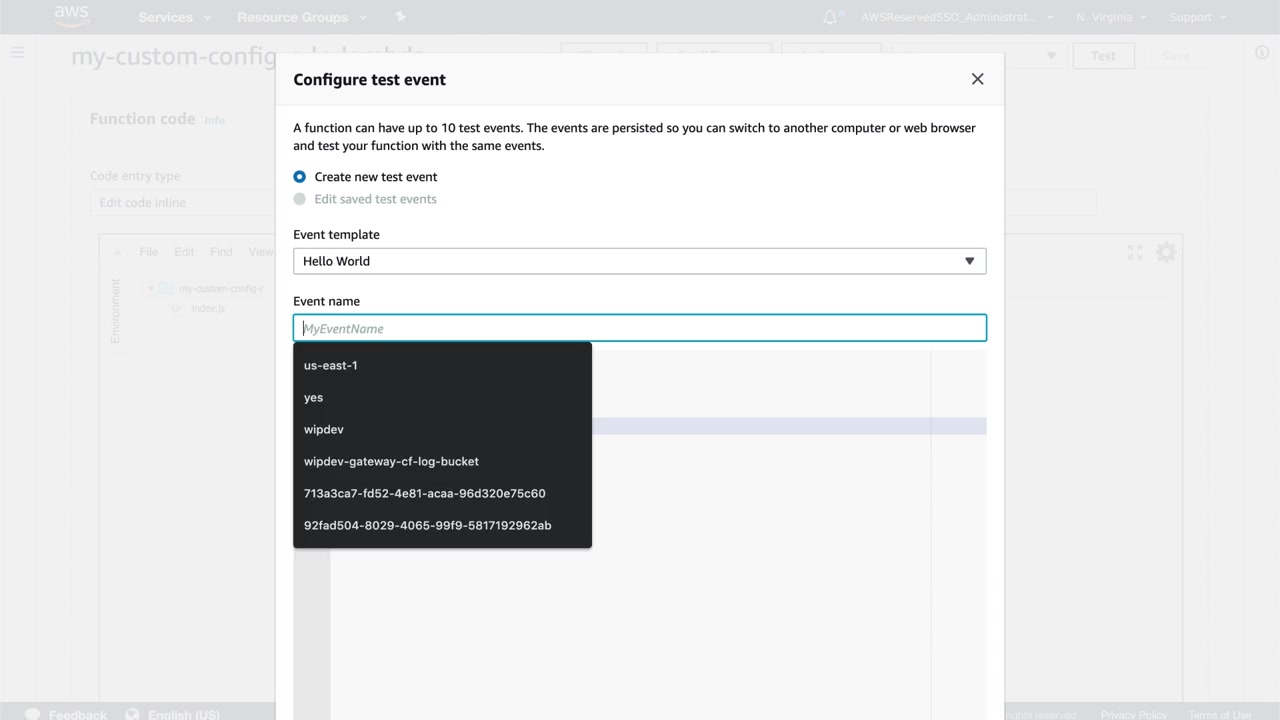 aws
Services
Resource Groups
AWSReservedSSO_Administrat...
N. Virginia
Support
my-custom-config
Test
Save
Configure test event
Function code
Info
A function can have up to 10 test events. The events are persisted so you can switch to another computer or web browser
and test your function with the same events.
Create new test event
Code entry type
Edit saved test events
Edit code inline
Event template
File
Edit
Find
View
Hello World
my-custom-config-r
Environment
index.js
Event name
MyEventName
us-east-1
yes
wipdev
wipdev-gateway-cf-log-bucket
713a3ca7-fd52-4e81-acaa-96d320e75c60
92fad504-8029-4065-99f9-5817192962ab
Feedback
English (US)
rights reserved.
Privacy Policy
Terms of Use